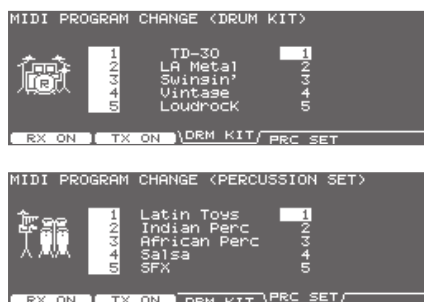 MIDI PROGRAM CHANGE <DRUM KIT>
1 TD-30 1
2 LA Metal 2
3 Swingin' 3
4 Vintage 4
5 LoudrocK 5
RX ON TX ON DRM KIT PRC SET
MIDI PROGRAM CHANGE <PERCUSSION SET>
1 Latin Toys 1
2 Indian Perc 2
3 African Perc 3
4 Salsa 4
5 SFX 5
RX ON TX ON DRM KIT PRC SET